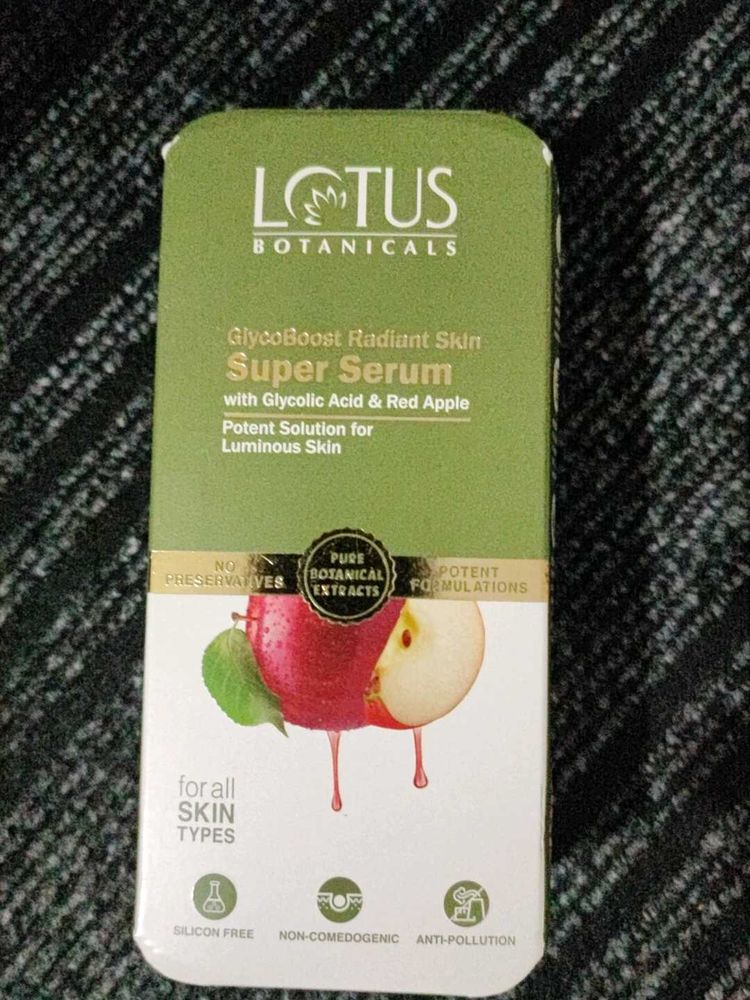 LOTUS
BOTANICALS
GlycoBoost Radiant Skin
Super Serum
with Glycolic Acid & Red Apple
Potent Solution for
Luminous Skin
NO
PRESERVATIVES
PURE
BOTANICAL
EXTRACTS
POTENT
FORMULATIONS
for all
SKIN
TYPES
SILICON FREE
NON-COMEDOGENIC
ANTI-POLLUTION